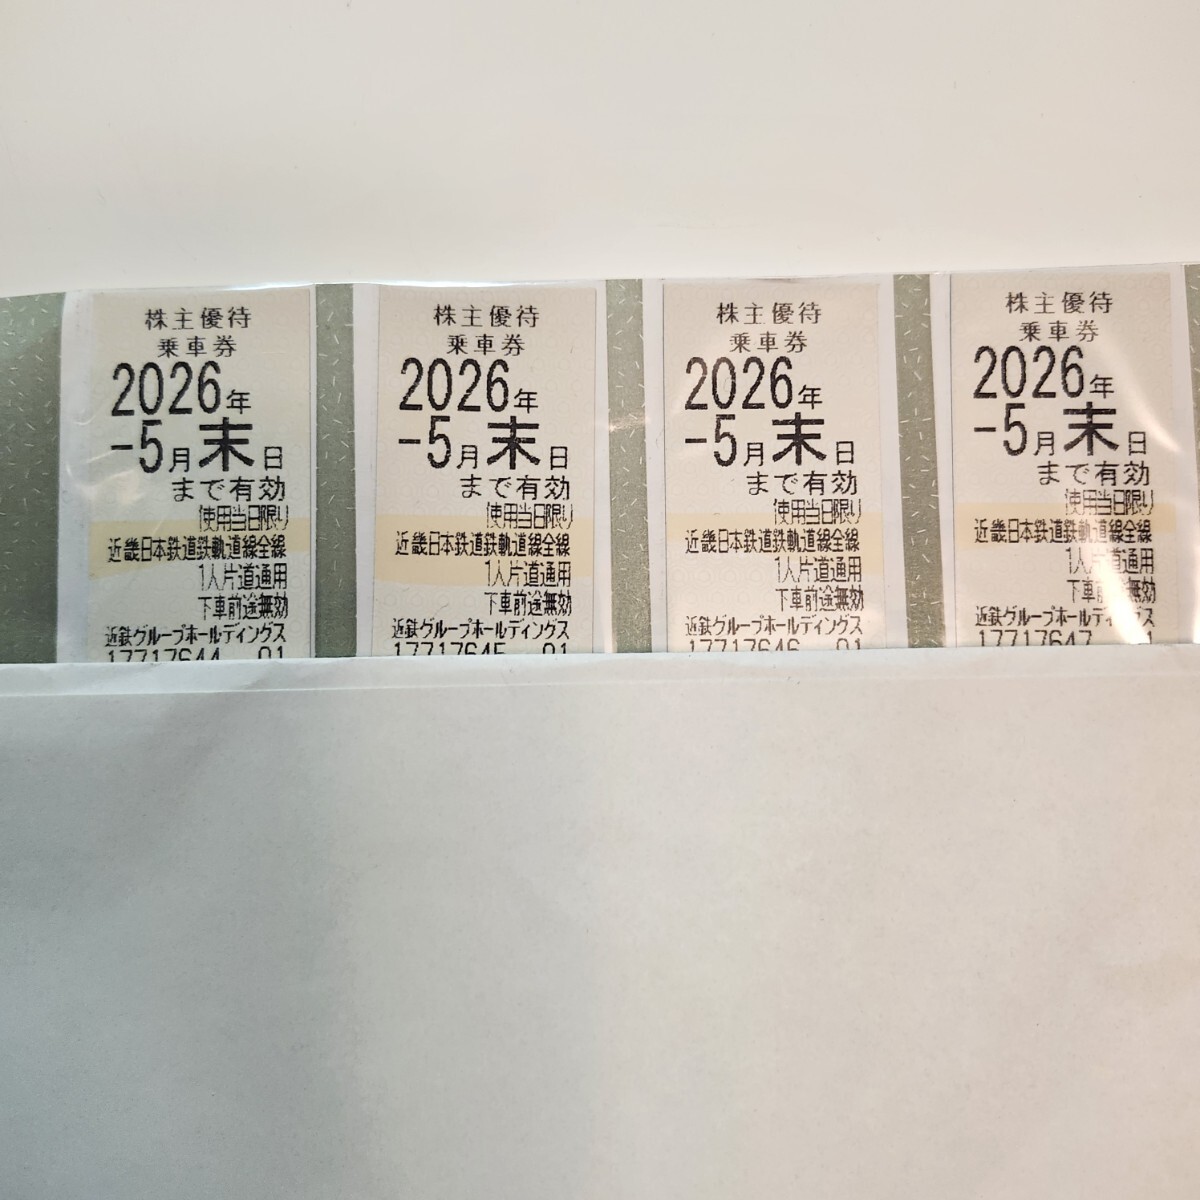 株主優待
乗車券
2026年
-5月末日
まで有効
使用当日限り
近畿日本鉄道鉄軌道線全線
1人片道通用
下車前途無効
近鉄グループホールディングス
17717644 01
株主優待
乗車券
2026年
-5月末日
まで有効
使用当日限り
近畿日本鉄道鉄軌道線全線
1人片道通用
下車前途無効
近鉄グループホールディングス
17717645 01
株主優待
乗車券
2026年
-5月末日
まで有効
使用当日限り
近畿日本鉄道鉄軌道線全線
1人片道通用
下車前途無効
近鉄グループホールディングス
17717646 01
株主優待
乗車券
2026年
-5月末日
まで有効
使用当日限り
近畿日本鉄道鉄軌道線全線
1人片道通用
下車前途無効
近鉄グループホールディングス
17717647